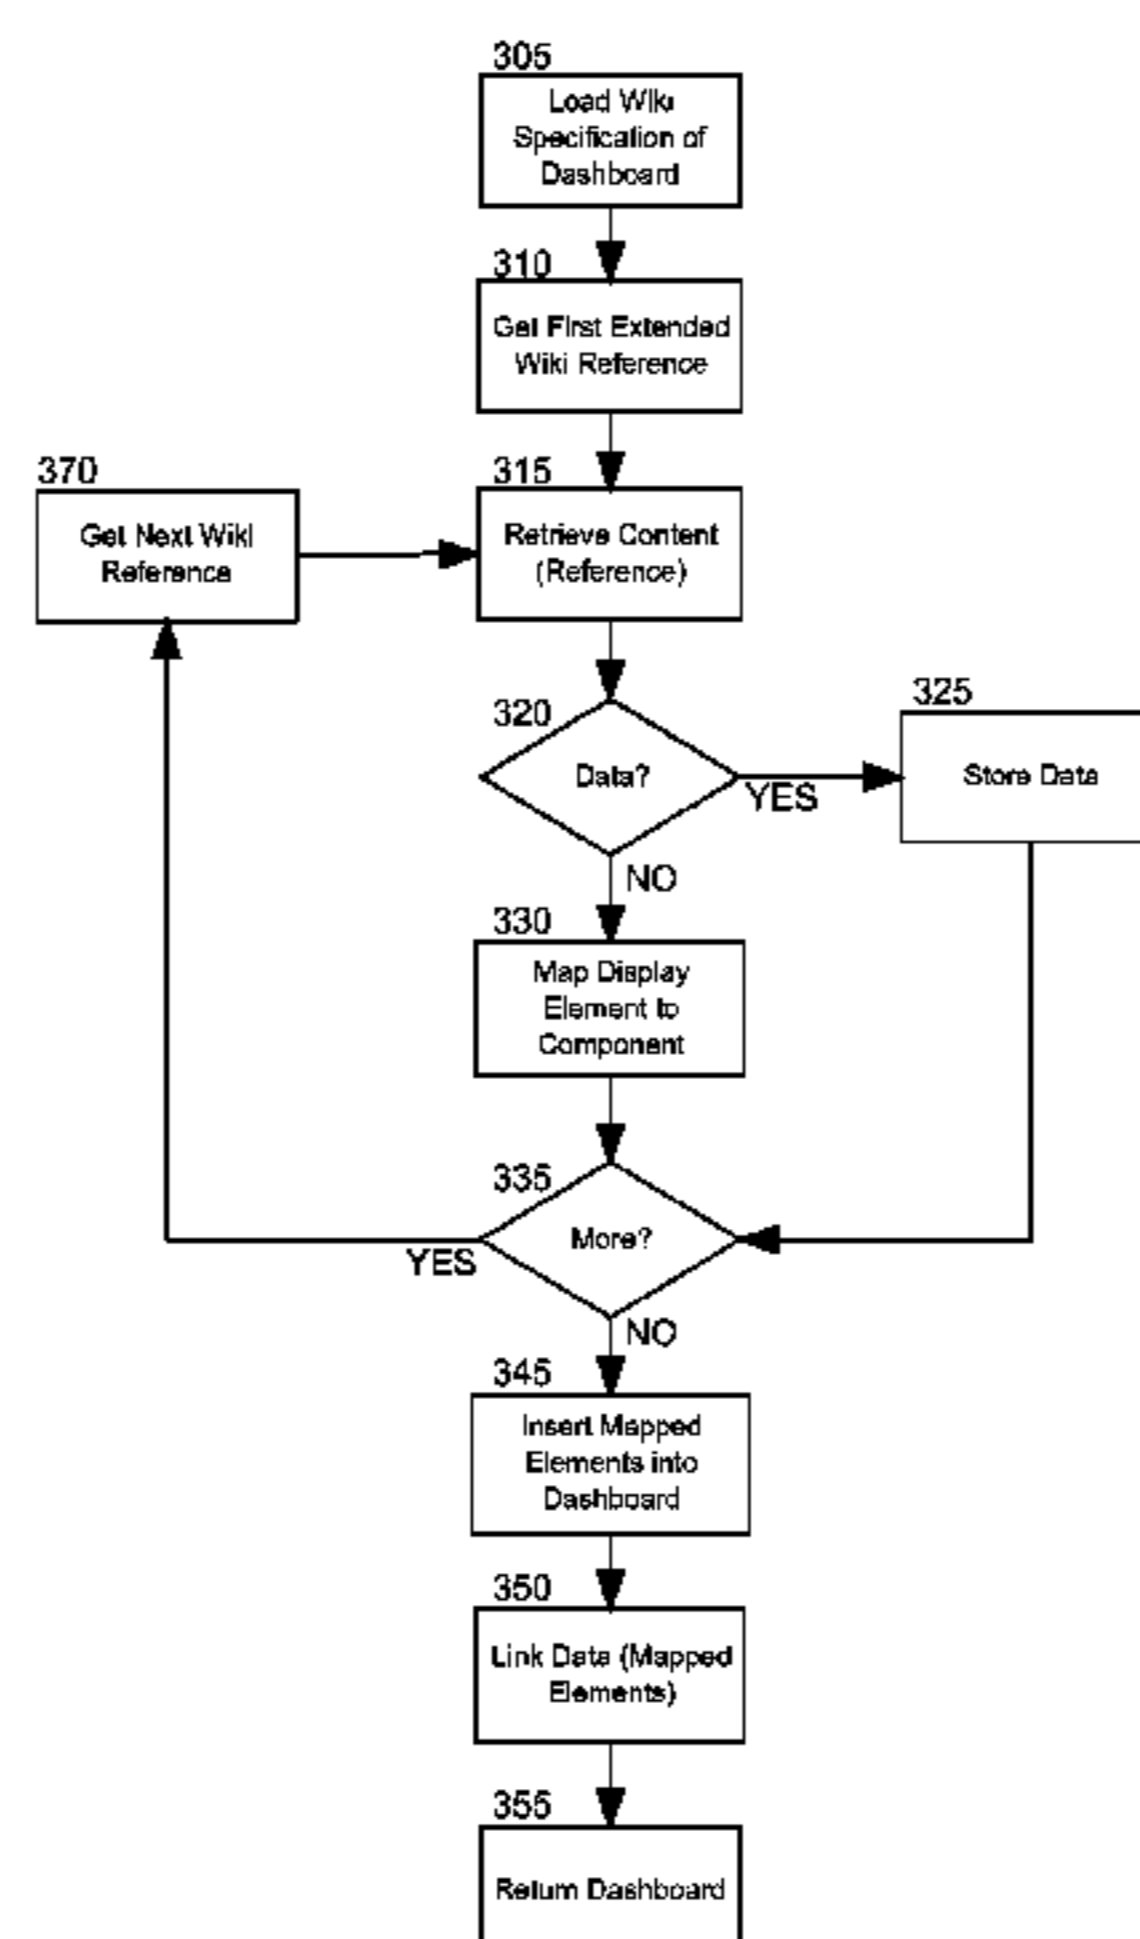 305
Load Wiki
Specification of
Dashboard
310
Get First Extended
Wiki Reference
370
Get Next Wiki
Reference
315
Retrieve Content
(Reference)
320
Data?
YES
325
Store Data
NO
330
Map Display
Element to
Component
335
More?
YES
NO
345
Insert Mapped
Elements into
Dashboard
350
Link Data (Mapped
Elements)
355
Return Dashboard